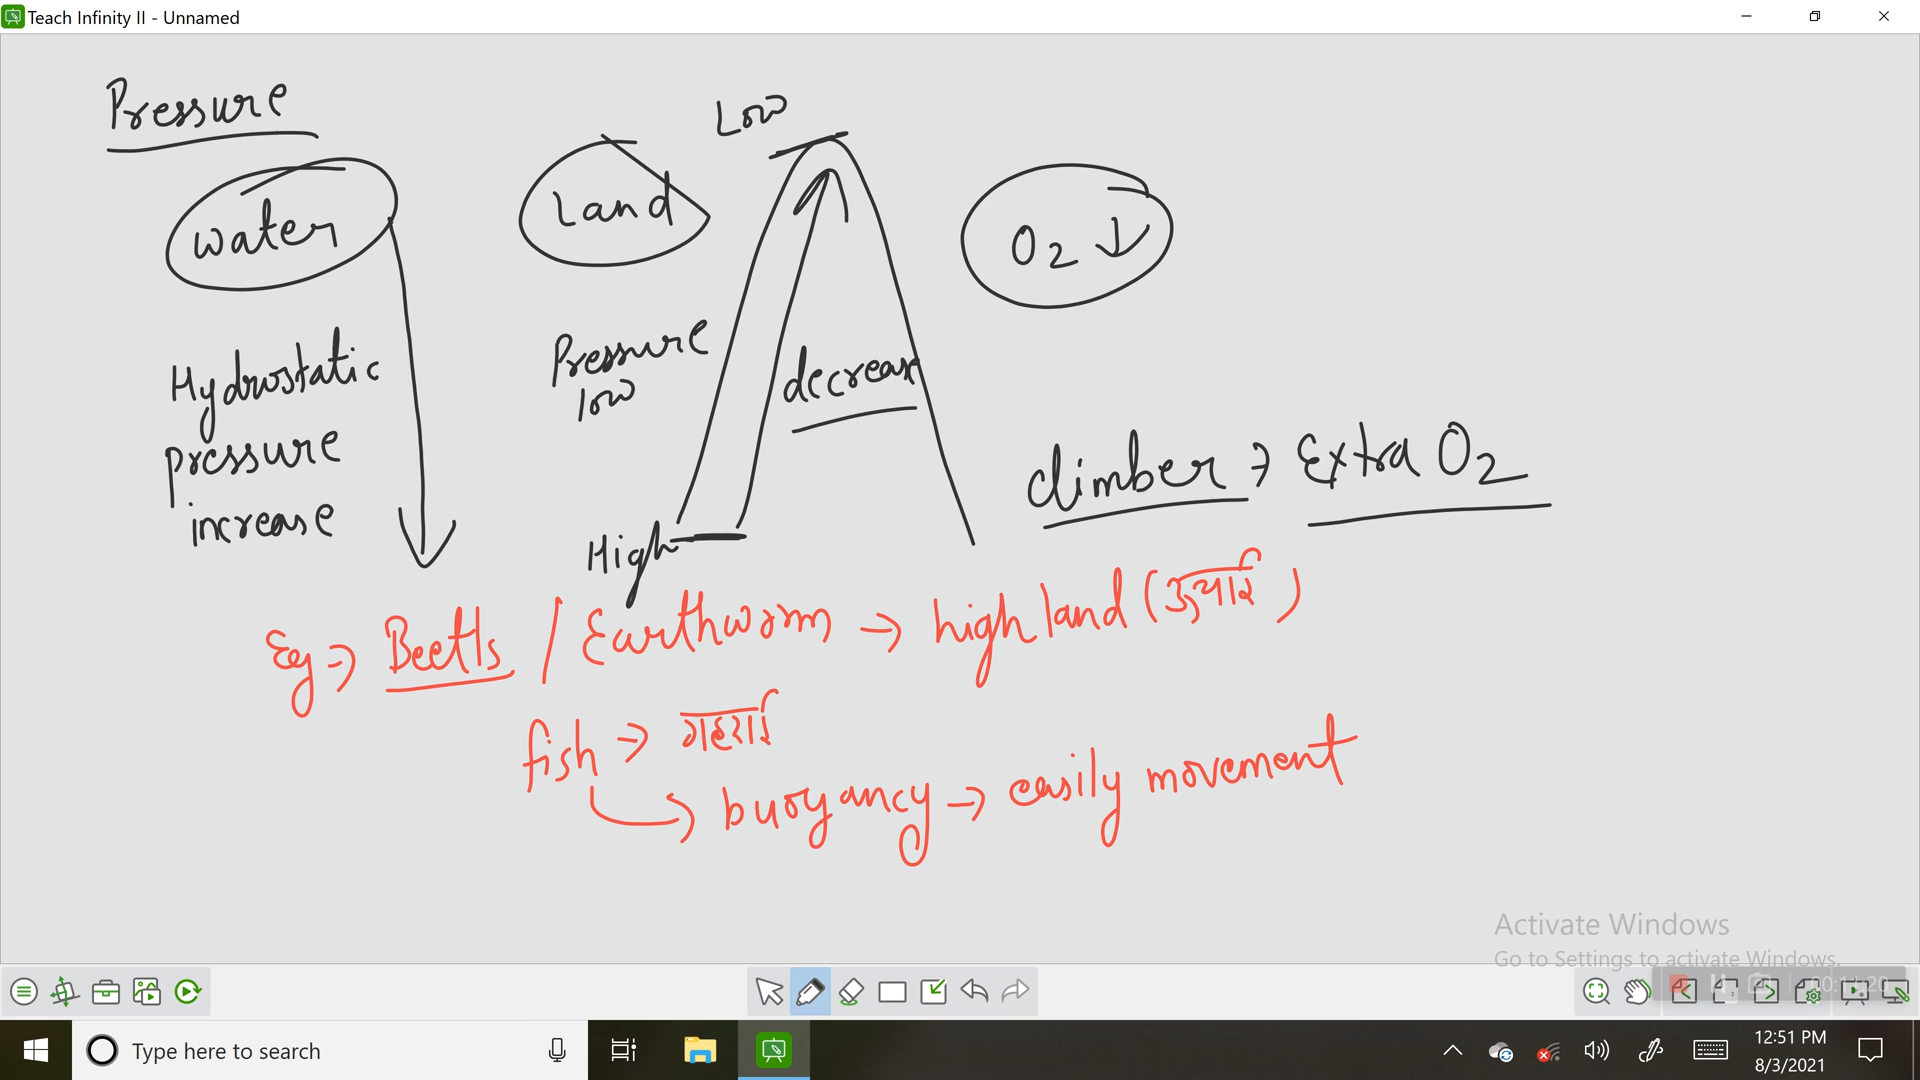 Teach Infinity II - Unnamed
Pressure
Low
water
Land
O2 ↓
Hydrostatic
pressure
increase
Pressure
low
decrease
High
climber → Extra O2
Eg → Beetls / Earthworm → high land (ऊचाई)
fish → गहराई
buoyancy → easily movement
Activate Windows
Go to Settings to activate Windows.
Type here to search
12:51 PM
8/3/2021